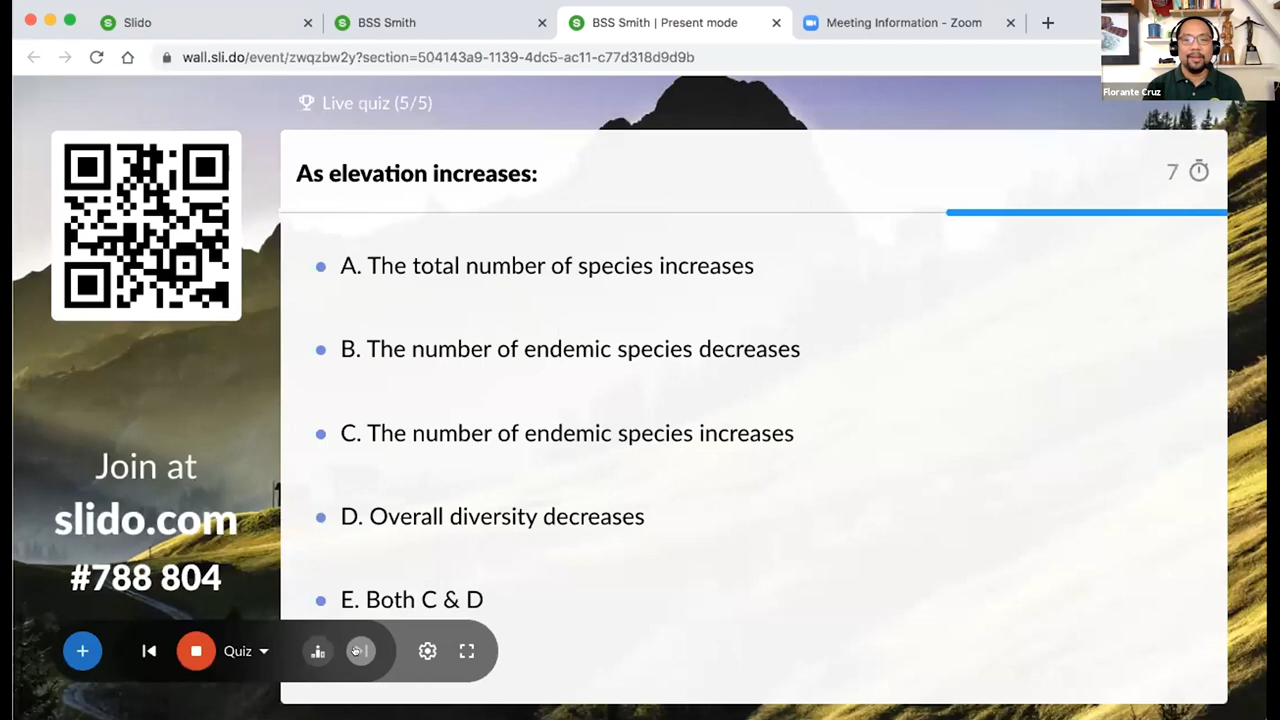 Slido
BSS Smith
BSS Smith | Present mode
Meeting Information - Zoom
wall.sli.do/event/zwqzbw2y?section=504143a9-1139-4dc5-ac11-c77d318d9d9b
Florante Cruz
Live quiz (5/5)
As elevation increases:
7
A. The total number of species increases
B. The number of endemic species decreases
C. The number of endemic species increases
D. Overall diversity decreases
E. Both C & D
Join at
slido.com
#788 804
Quiz